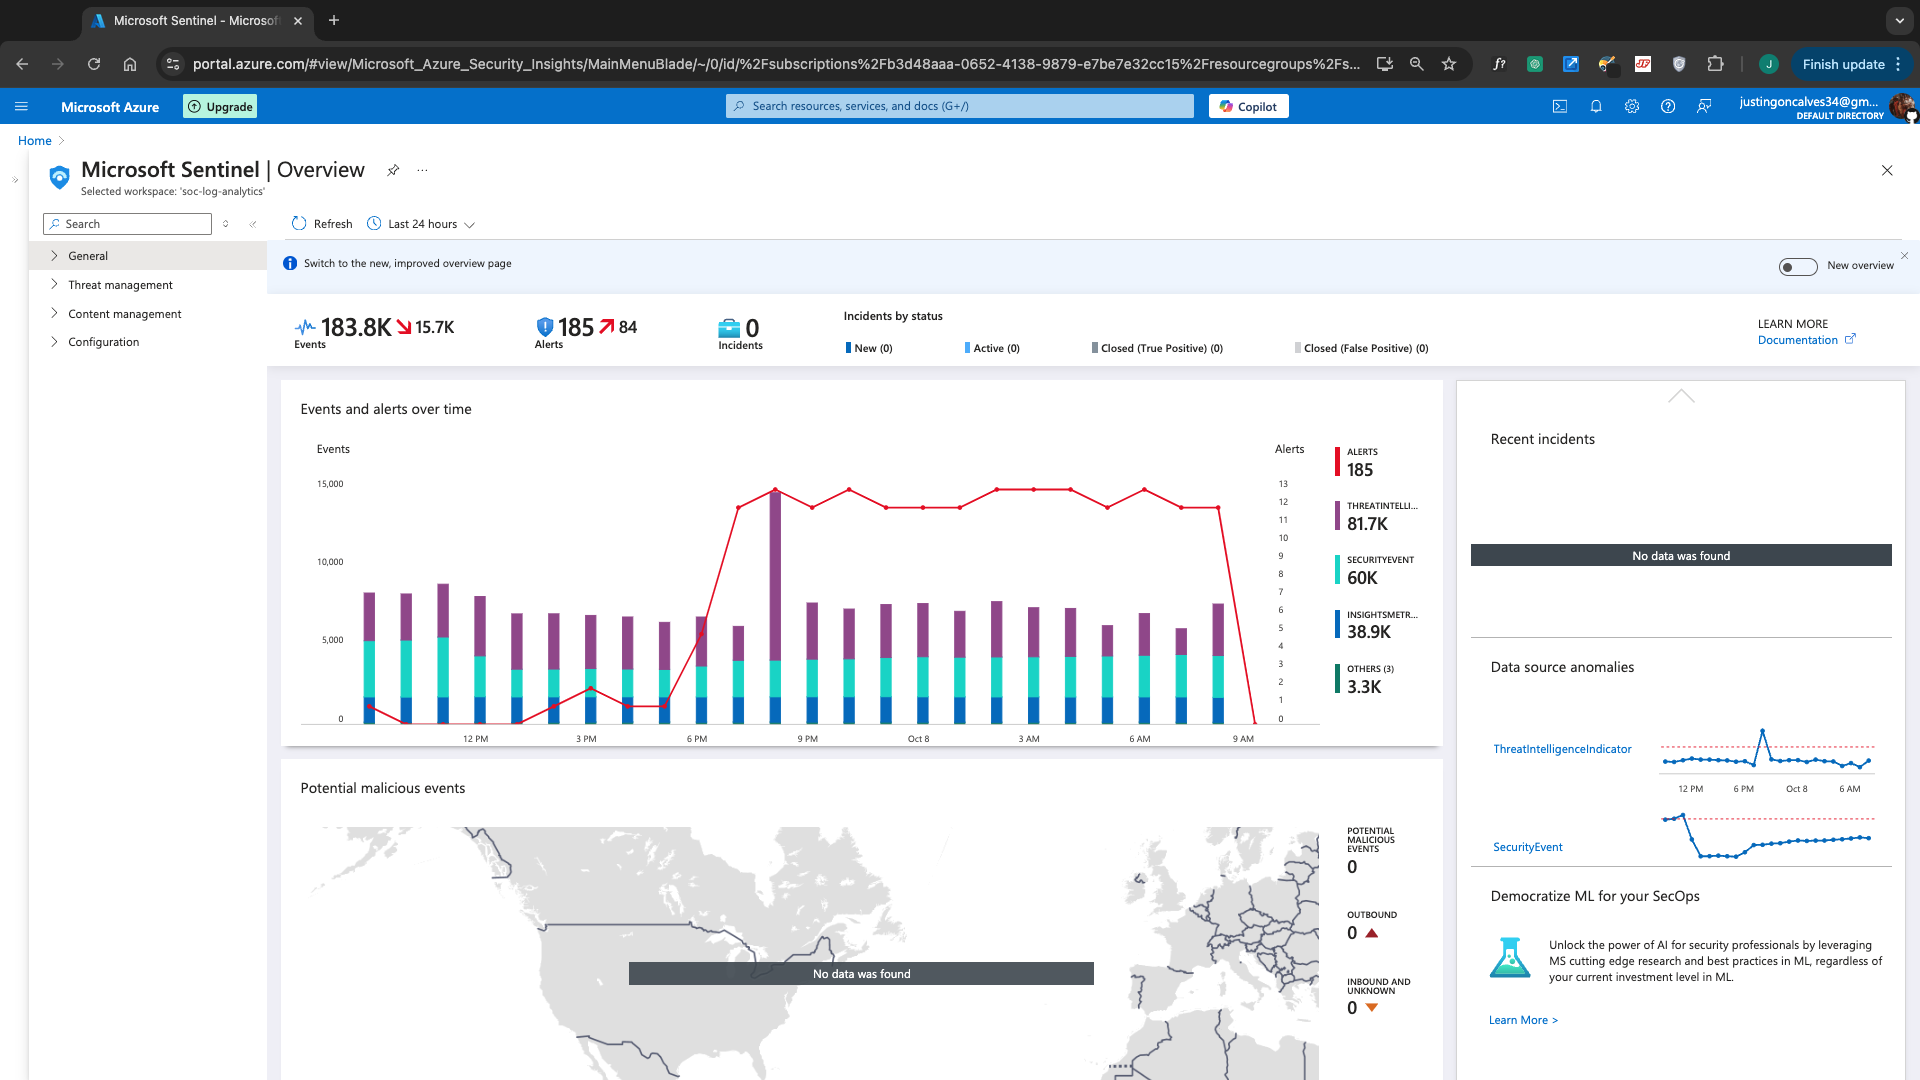 Microsoft Sentinel - Microsoft
portal.azure.com/#view/Microsoft_Azure_Security_Insights/MainMenuBlade/~/0/id/%2Fsubscriptions%2Fb3d48aaa-0652-4138-9879-e7be7e32cc15%2Fresourcegroups%2Fs...
f?
J
Finish update
Microsoft Azure
Upgrade
Search resources, services, and docs (G+/)
Copilot
justingoncalves34@gm...
DEFAULT DIRECTORY
Home
Microsoft Sentinel | Overview
...
Selected workspace: 'soc-log-analytics'
Search
Refresh
Last 24 hours
General
Threat management
Content management
Configuration
Switch to the new, improved overview page
New overview
183.8K 15.7K
Events
185 84
Alerts
0
Incidents
Incidents by status
New (0)
Active (0)
Closed (True Positive) (0)
Closed (False Positive) (0)
LEARN MORE
Documentation
Events and alerts over time
Events
15,000
10,000
5,000
0
12 PM
3 PM
6 PM
9 PM
Oct 8
3 AM
6 AM
9 AM
Alerts
13
12
11
10
9
8
7
6
5
4
3
2
1
0
ALERTS
185
THREATINTELLI...
81.7K
SECURITYEVENT
60K
INSIGHTSMETR...
38.9K
OTHERS (3)
3.3K
Potential malicious events
No data was found
POTENTIAL
MALICIOUS
EVENTS
0
OUTBOUND
0
INBOUND AND
UNKNOWN
0
Recent incidents
No data was found
Data source anomalies
ThreatIntelligenceIndicator
12 PM
6 PM
Oct 8
6 AM
SecurityEvent
Democratize ML for your SecOps
Unlock the power of AI for security professionals by leveraging
MS cutting edge research and best practices in ML, regardless of
your current investment level in ML.
Learn More >